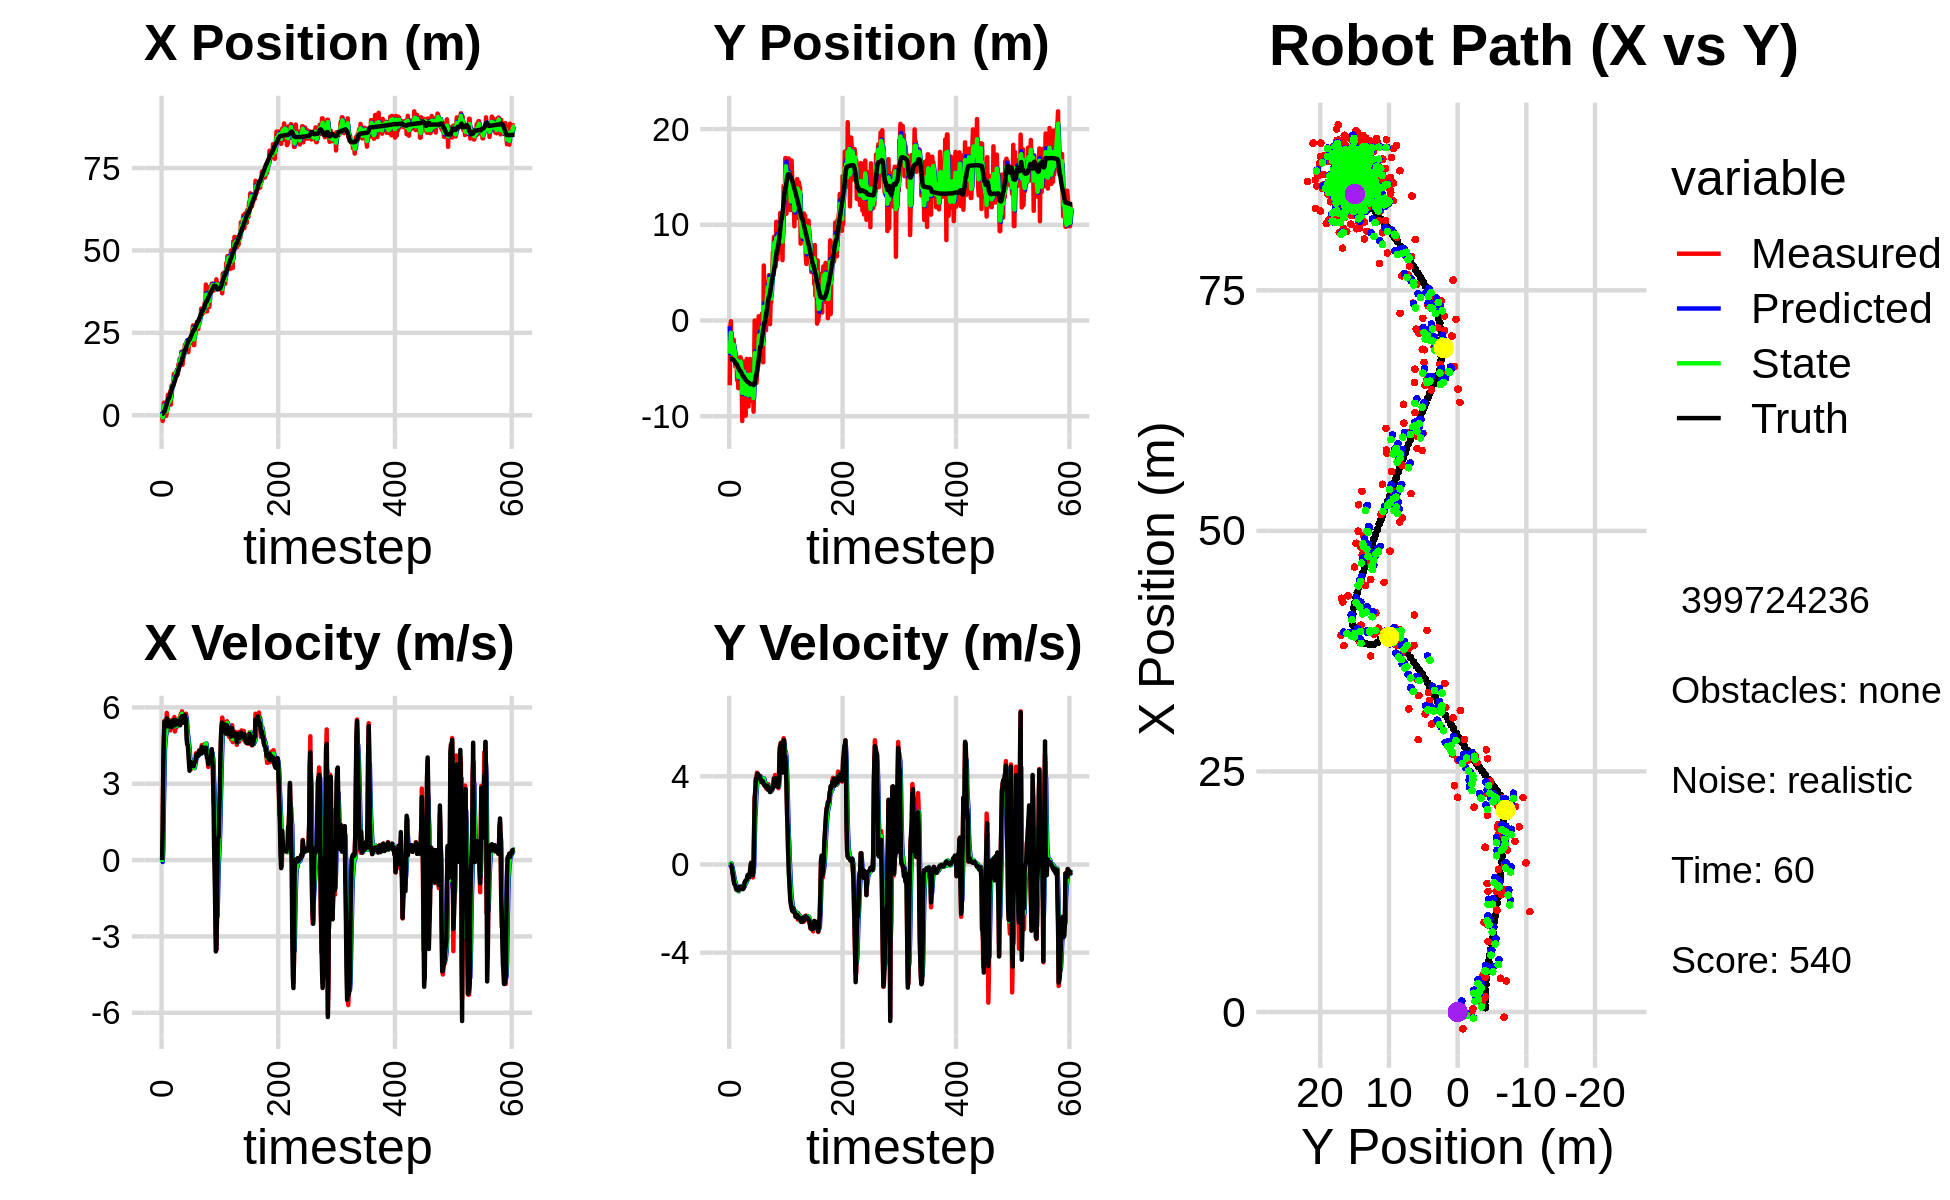 X Position (m)
75
50
25
0
0
200
400
600
timestep
Y Position (m)
20
10
0
-10
0
200
400
600
timestep
X Velocity (m/s)
6
3
0
-3
-6
0
200
400
600
timestep
Y Velocity (m/s)
4
0
-4
0
200
400
600
timestep
Robot Path (X vs Y)
X Position (m)
75
50
25
0
20 10 0 -10 -20
Y Position (m)
variable
Measured
Predicted
State
Truth
399724236
Obstacles: none
Noise: realistic
Time: 60
Score: 540